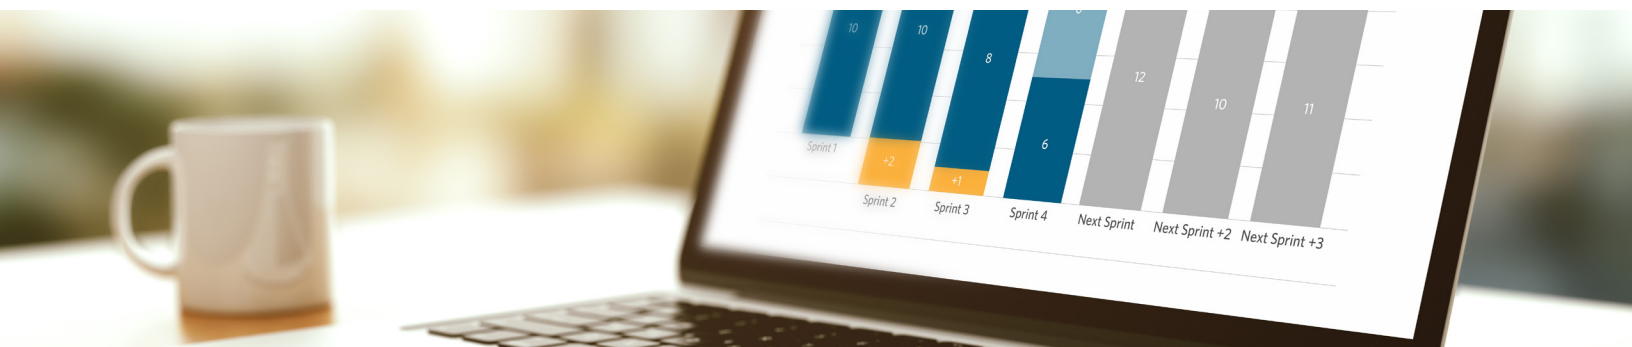 10
10
8
12
10
11
6
+2
+1
Sprint 1
Sprint 2
Sprint 3
Sprint 4
Next Sprint
Next Sprint +2
Next Sprint +3